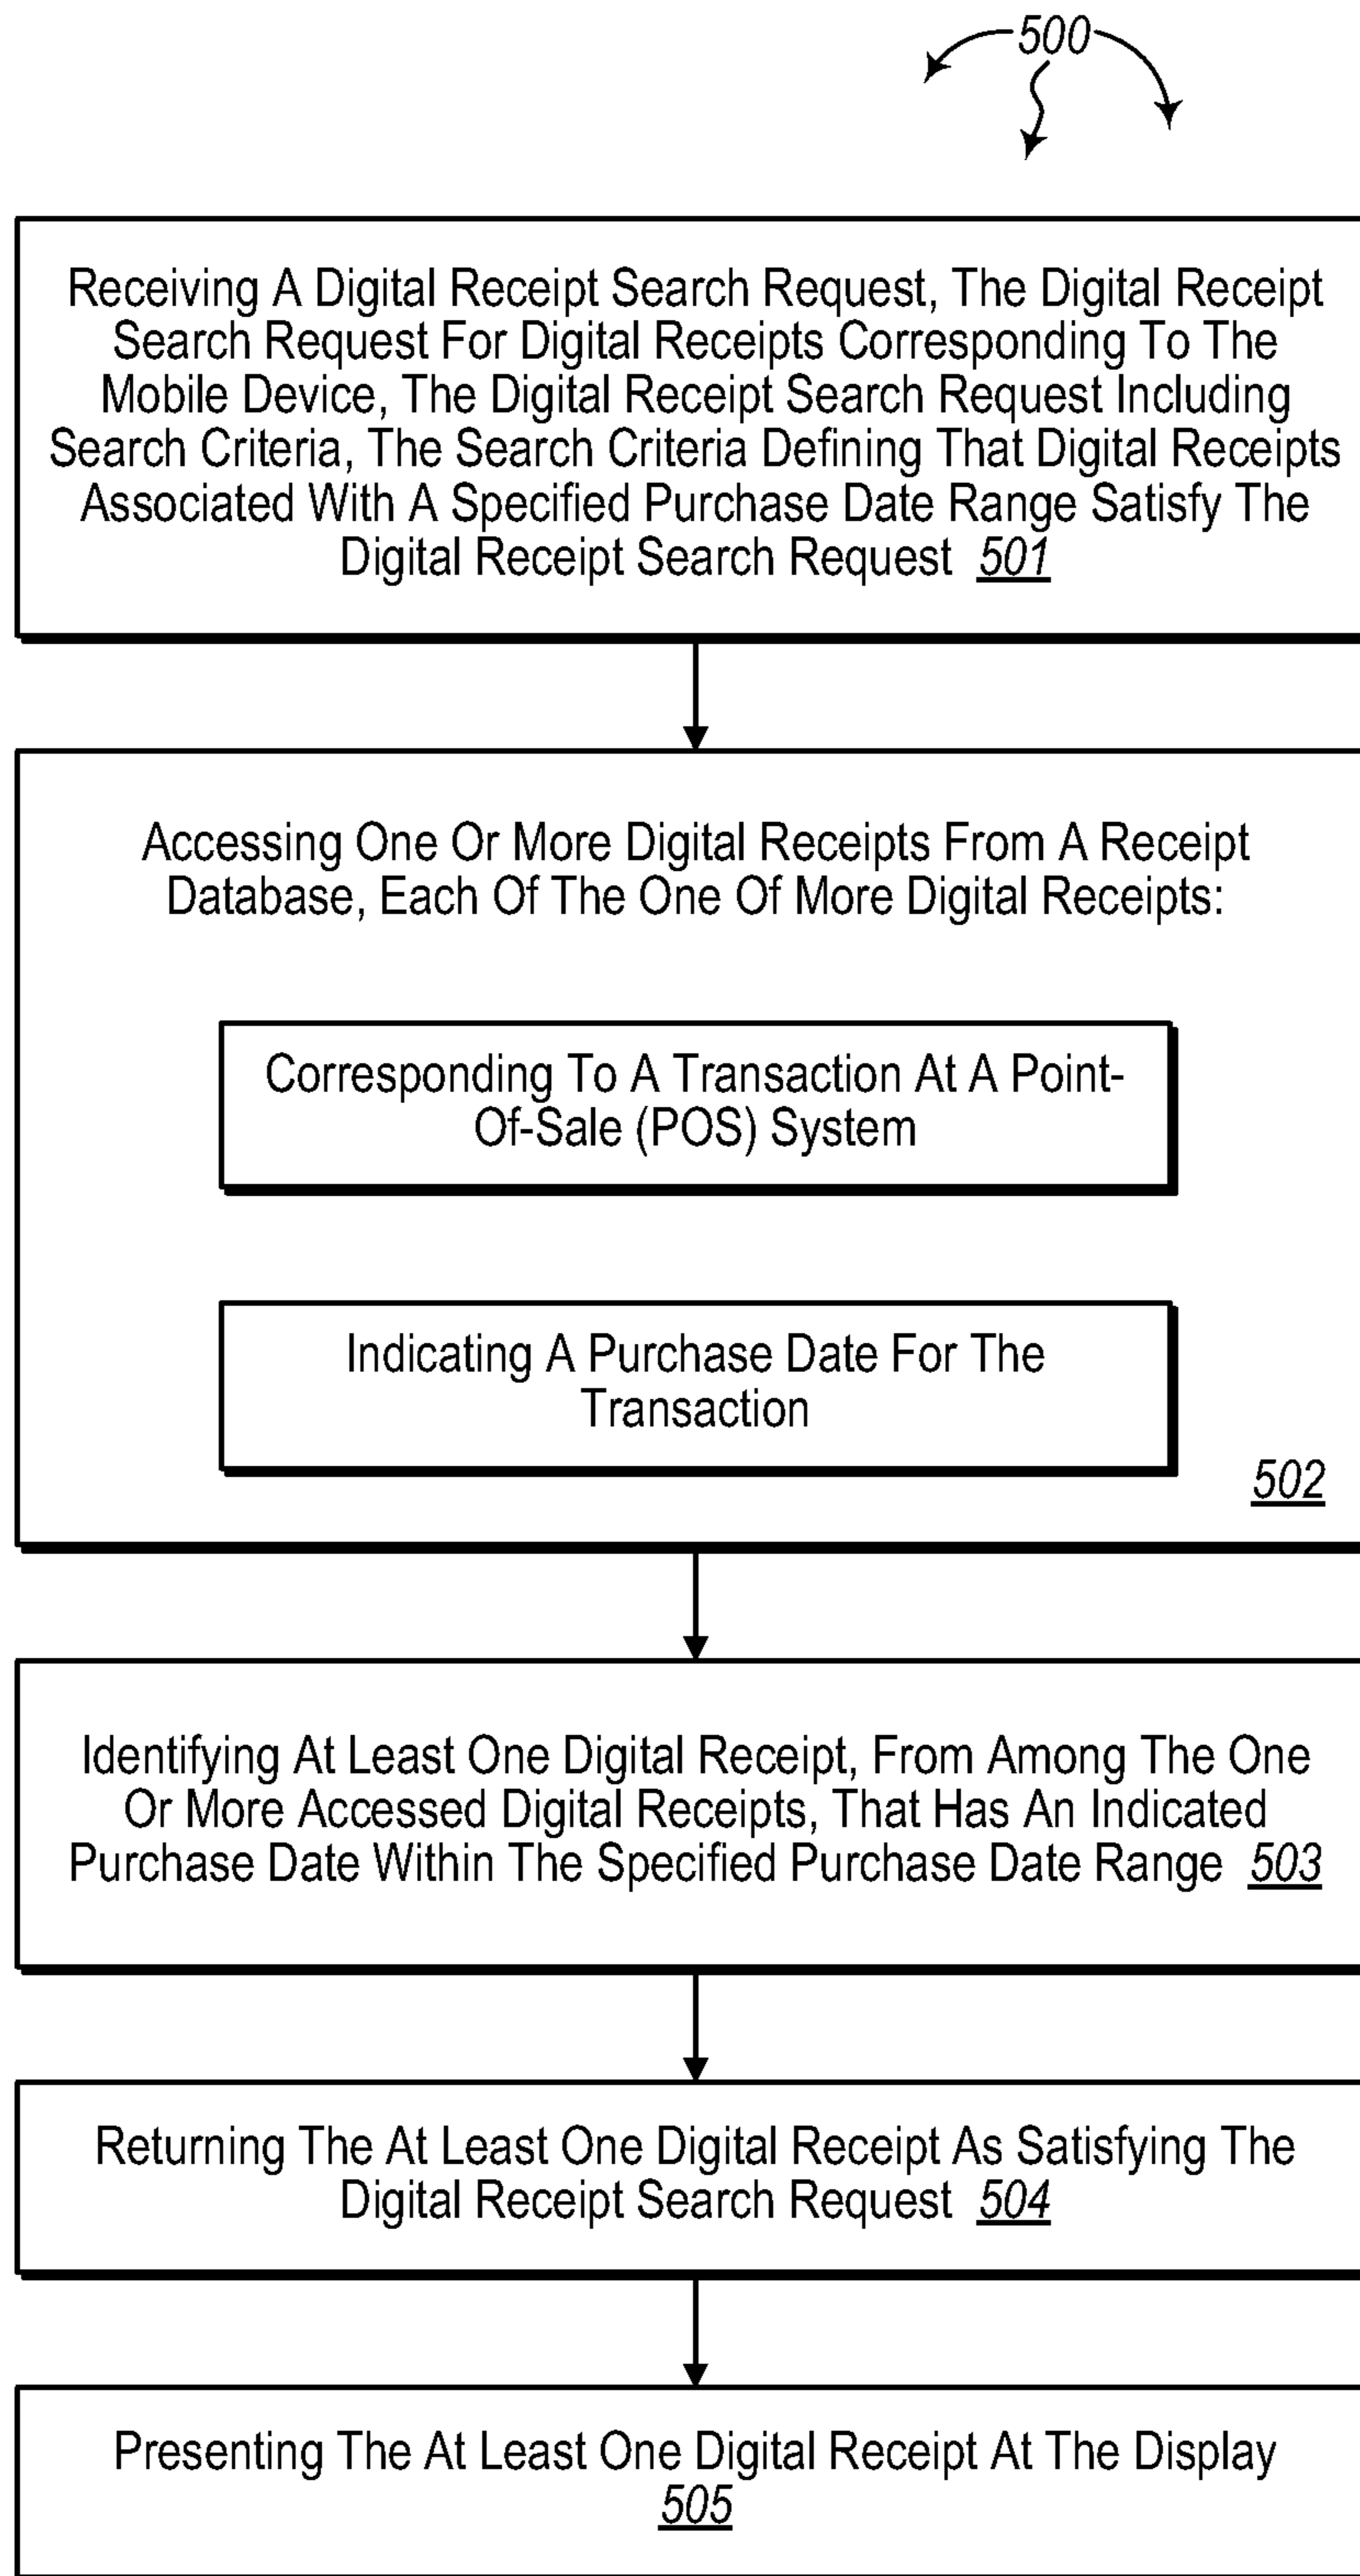 500
Receiving A Digital Receipt Search Request, The Digital Receipt
Search Request For Digital Receipts Corresponding To The
Mobile Device, The Digital Receipt Search Request Including
Search Criteria, The Search Criteria Defining That Digital Receipts
Associated With A Specified Purchase Date Range Satisfy The
Digital Receipt Search Request 501
Accessing One Or More Digital Receipts From A Receipt
Database, Each Of The One Of More Digital Receipts:
Corresponding To A Transaction At A Point-
Of-Sale (POS) System
Indicating A Purchase Date For The
Transaction
502
Identifying At Least One Digital Receipt, From Among The One
Or More Accessed Digital Receipts, That Has An Indicated
Purchase Date Within The Specified Purchase Date Range 503
Returning The At Least One Digital Receipt As Satisfying The
Digital Receipt Search Request 504
Presenting The At Least One Digital Receipt At The Display
505